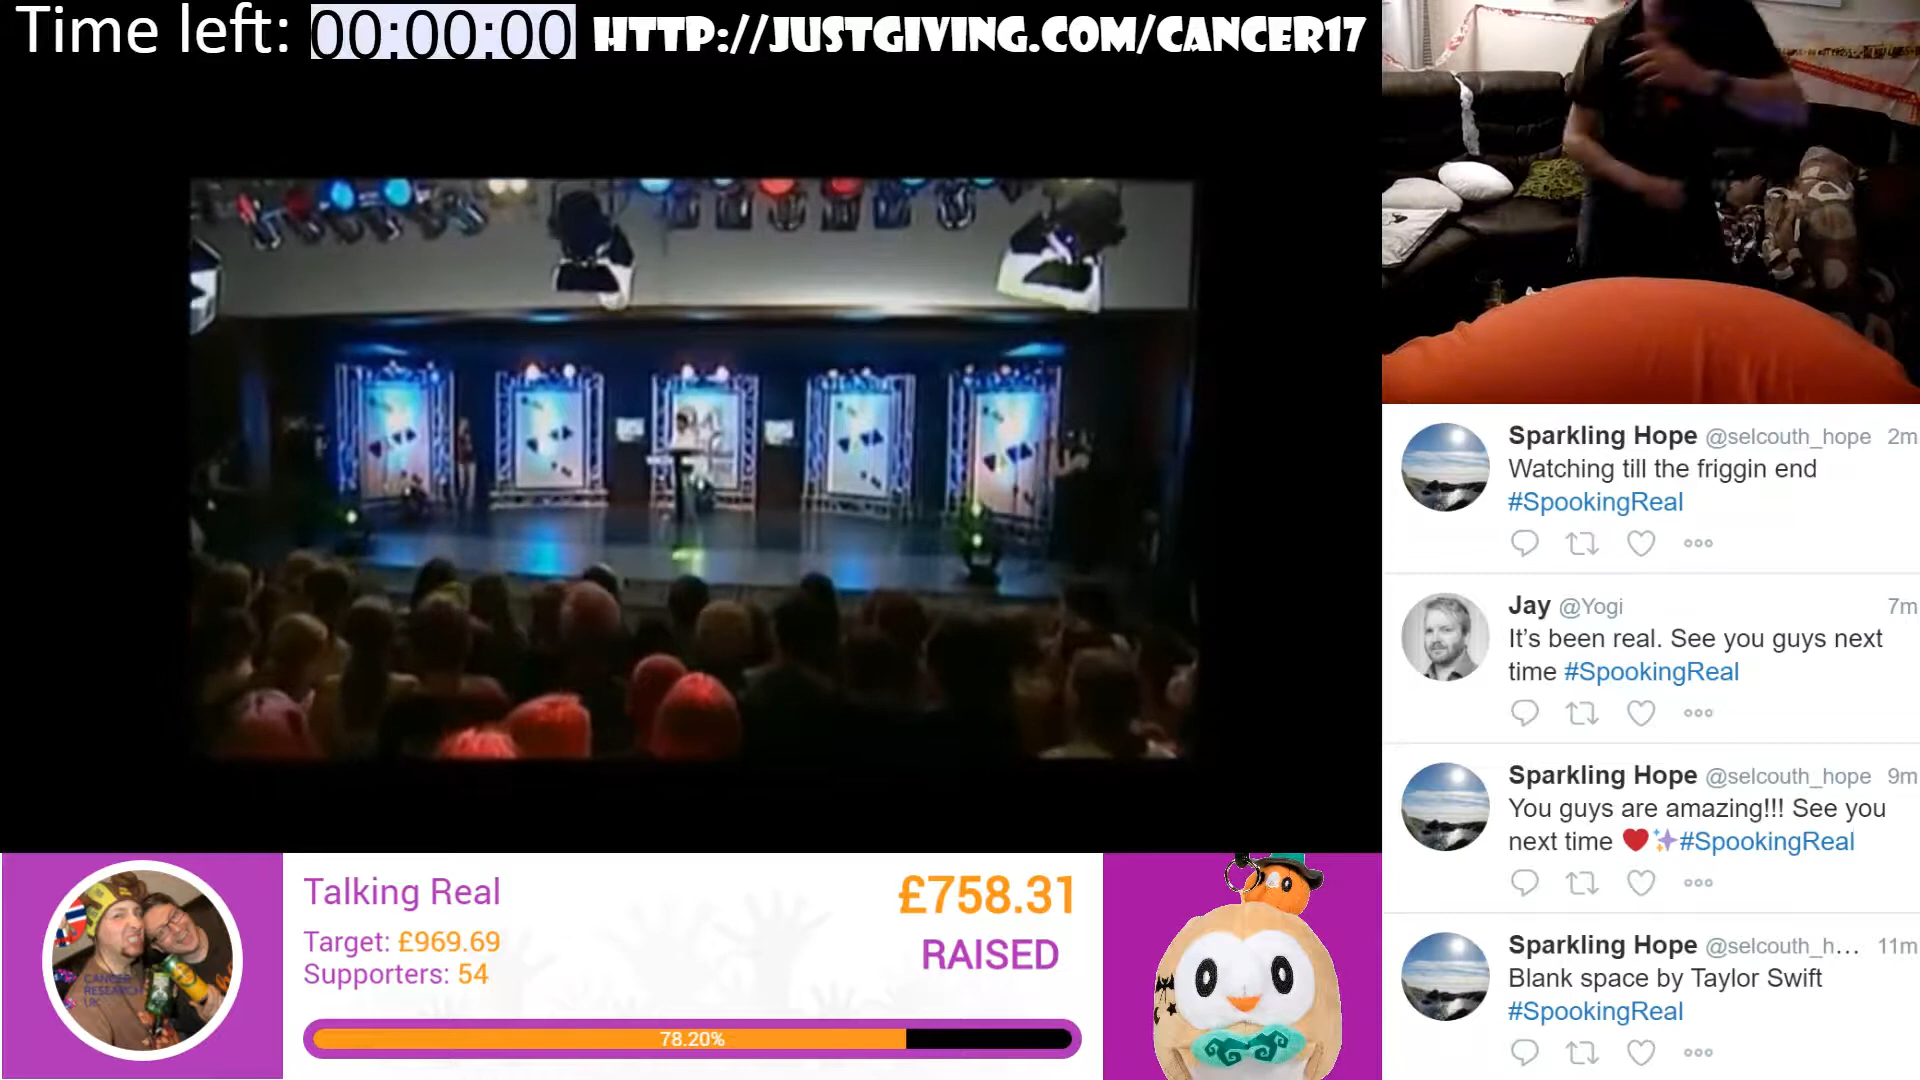 Time left: 00:00:00 HTTP://JUSTGIVING.COM/CANCER17
Sparkling Hope @selcouth_hope 2m
Watching till the friggin end
#SpookingReal
Jay @Yogi 7m
It’s been real. See you guys next
time #SpookingReal
Sparkling Hope @selcouth_hope 9m
You guys are amazing!!! See you
next time ❤️✨#SpookingReal
Sparkling Hope @selcouth_h... 11m
Blank space by Taylor Swift
#SpookingReal
Talking Real
Target: £969.69
Supporters: 54
£758.31
RAISED
78.20%
CANCER
RESEARCH
UK